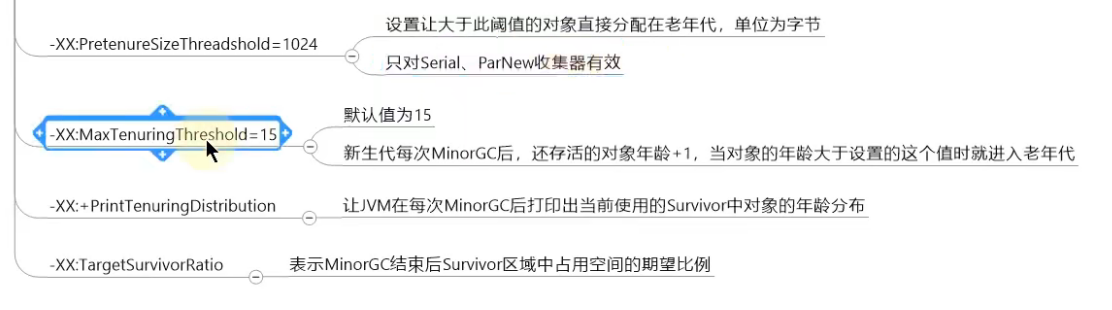 设置让大于此阈值的对象直接分配在老年代，单位为字节
-XX:PretenureSizeThreadshold=1024
只对Serial、ParNew收集器有效
默认值为15
-XX:MaxTenuringThreshold=15
新生代每次MinorGC后，还存活的对象年龄+1，当对象的年龄大于设置的这个值时就进入老年代
-XX:+PrintTenuringDistribution
让JVM在每次MinorGC后打印出当前使用的Survivor中对象的年龄分布
-XX:TargetSurvivorRatio
表示MinorGC结束后Survivor区域中占用空间的期望比例